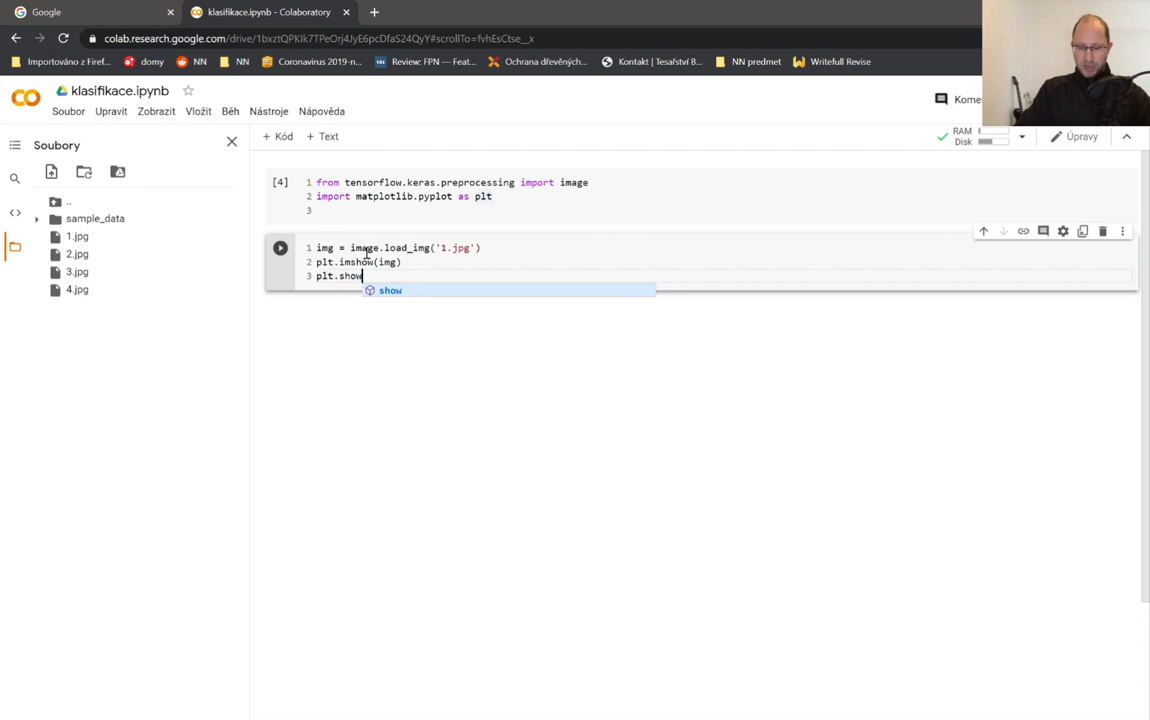 Google
klasifikace.ipynb - Colaboratory
colab.research.google.com/drive/1bxztQPKIk7TPeOrj4JyE6pcDfaS24QyY#scrollTo=fvhEsCtse__x
Importováno z Firef...
domy
NN
NN
Coronavirus 2019-n...
Review: FPN — Feat...
Ochrana dřevěných...
Kontakt | Tesařství B...
NN predmet
Writefull Revise
klasifikace.ipynb
Kome
Soubor Upravit Zobrazit Vložit Běh Nástroje Nápověda
Soubory
+ Kód + Text
RAM
Disk
Úpravy
..
sample_data
1.jpg
2.jpg
3.jpg
4.jpg
[4] 1 from tensorflow.keras.preprocessing import image
2 import matplotlib.pyplot as plt
3
1 img = image.load_img('1.jpg')
2 plt.imshow(img)
3 plt.show
show